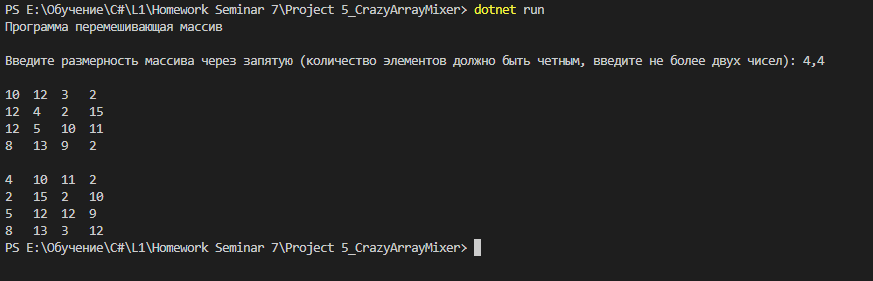 PS E:\Обучение\C#\L1\Homework Seminar 7\Project 5_CrazyArrayMixer> dotnet run
Программа перемешивающая массив
Введите размерность массива через запятую (количество элементов должно быть четным, введите не более двух чисел): 4,4
10 12 3 2
12 4 2 15
12 5 10 11
8 13 9 2
4 10 11 2
2 15 2 10
5 12 12 9
8 13 3 12
PS E:\Обучение\C#\L1\Homework Seminar 7\Project 5_CrazyArrayMixer>